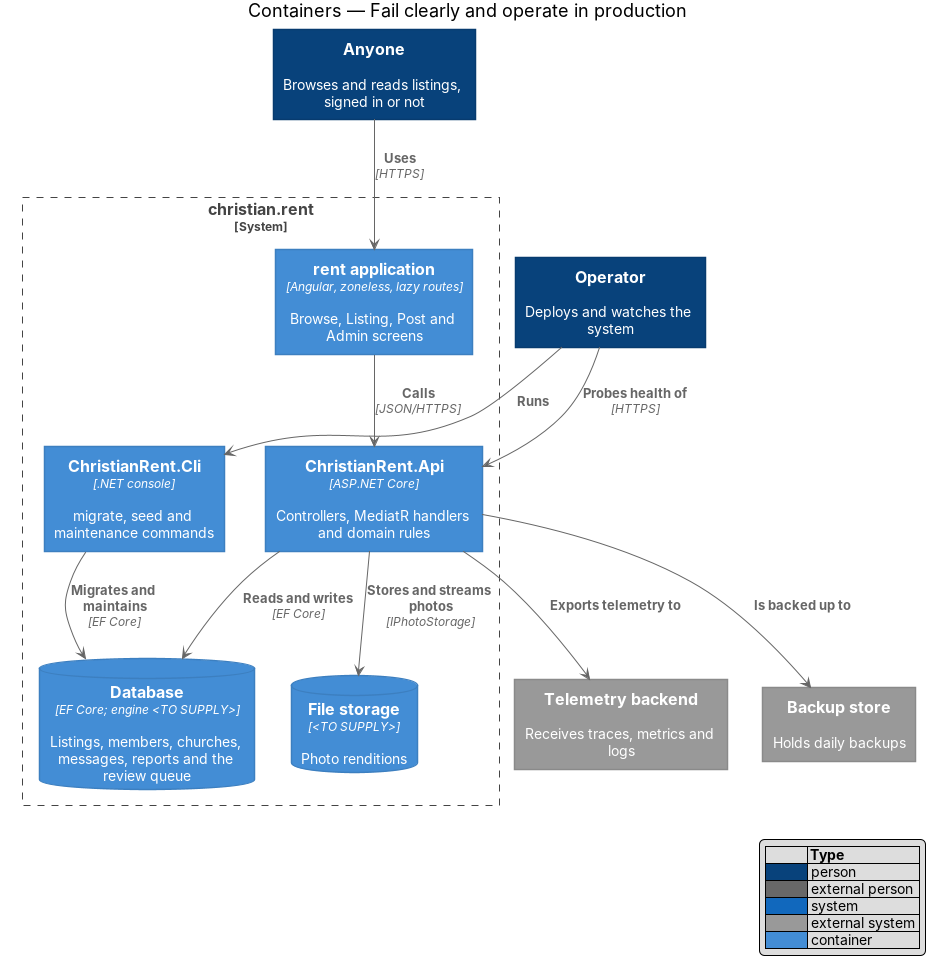 Containers — Fail clearly and operate in production
Anyone
Browses and reads listings,
signed in or not
Uses
[HTTPS]
christian.rent
[System]
rent application
[Angular, zoneless, lazy routes]
Browse, Listing, Post and
Admin screens
Operator
Deploys and watches the
system
Calls
[JSON/HTTPS]
Runs
Probes health of
[HTTPS]
ChristianRent.Cli
[.NET console]
migrate, seed and
maintenance commands
ChristianRent.Api
[ASP.NET Core]
Controllers, MediatR handlers
and domain rules
Migrates and
maintains
[EF Core]
Reads and writes
[EF Core]
Stores and streams
photos
[IPhotoStorage]
Exports telemetry to
Is backed up to
Database
[EF Core; engine <TO SUPPLY>]
Listings, members, churches,
messages, reports and the
review queue
File storage
[<TO SUPPLY>]
Photo renditions
Telemetry backend
Receives traces, metrics and
logs
Backup store
Holds daily backups
Type
person
external person
system
external system
container